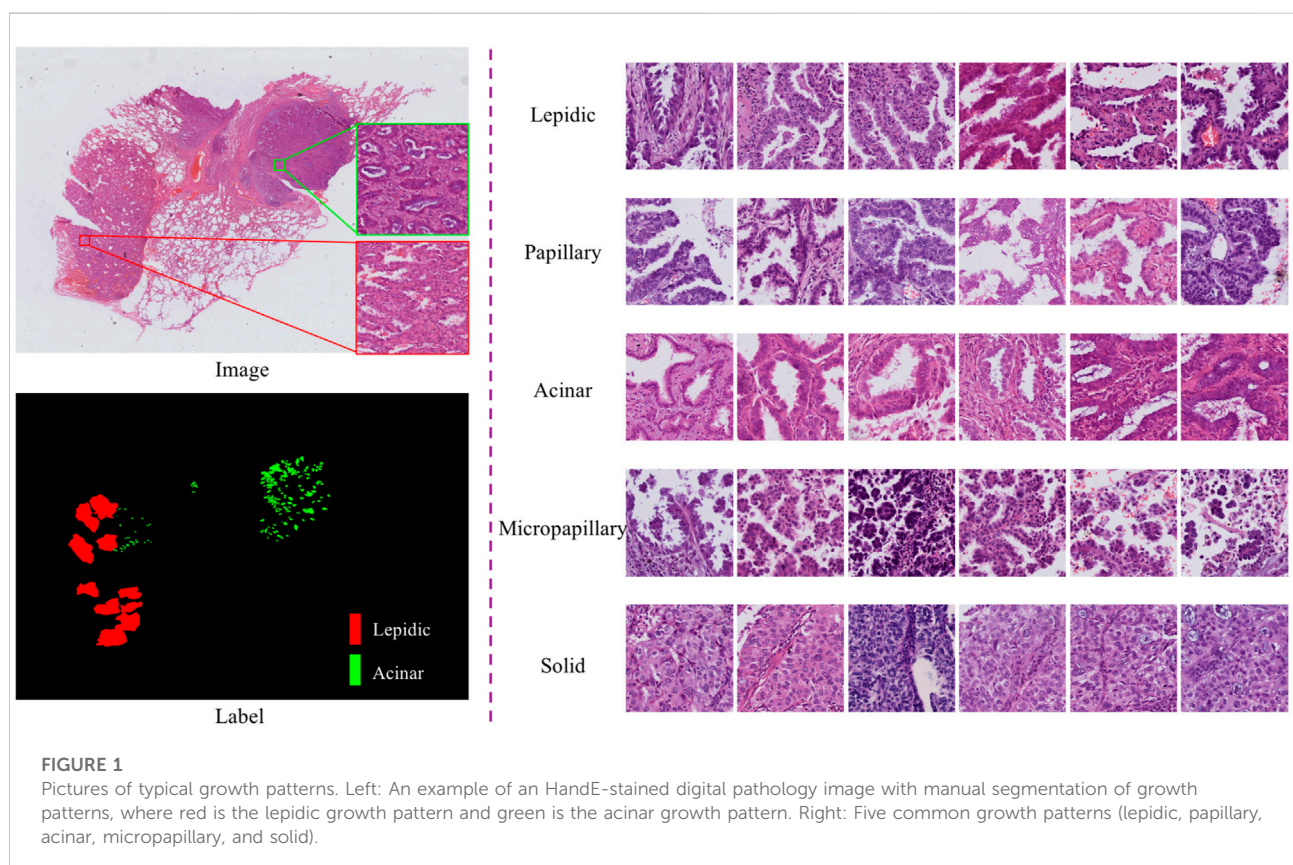 Image
Lepidic
Acinar
Label
Lepidic
Papillary
Acinar
Micropapillary
Solid
FIGURE 1
Pictures of typical growth patterns. Left: An example of an HandE-stained digital pathology image with manual segmentation of growth
patterns, where red is the lepidic growth pattern and green is the acinar growth pattern. Right: Five common growth patterns (lepidic, papillary,
acinar, micropapillary, and solid).